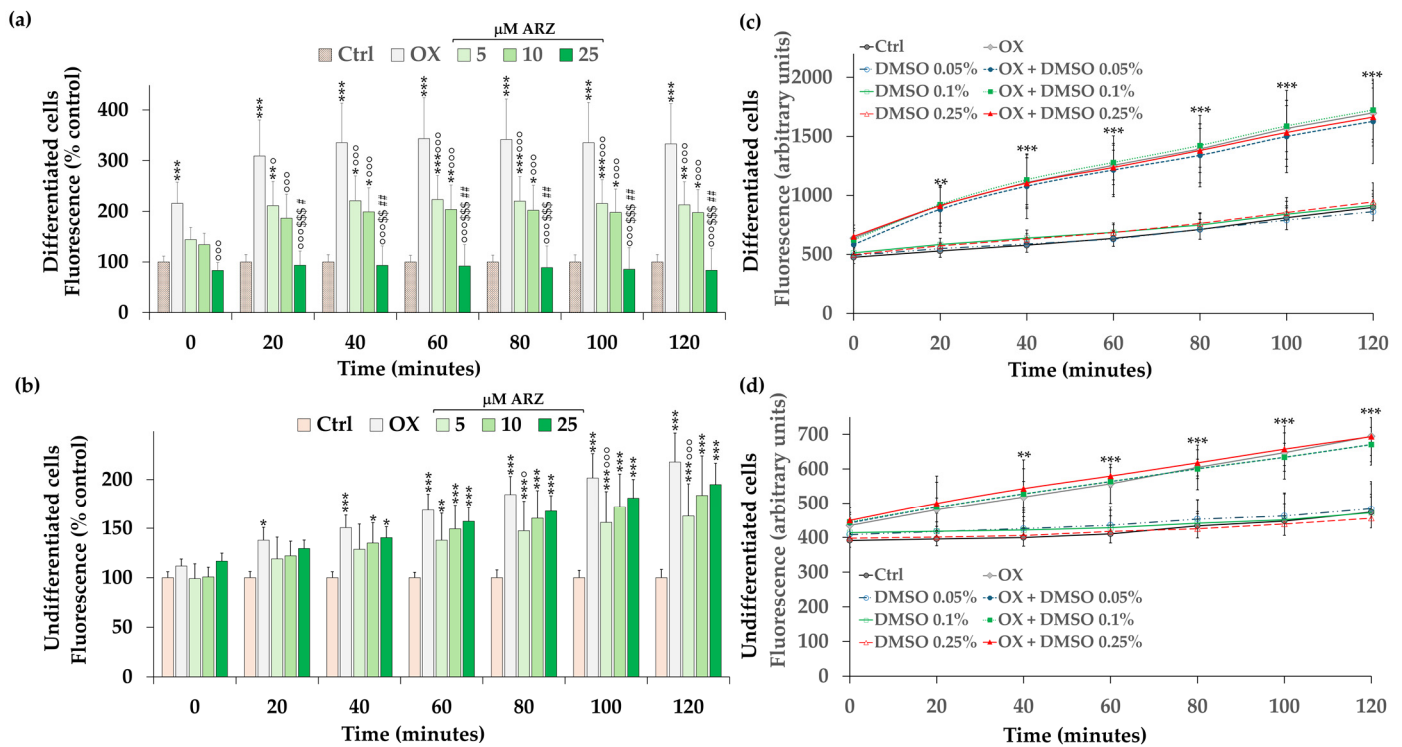 (a)
μM ARZ
Ctrl OX 5 10 25
Differentiated cells
Fluorescence (% control)
400
300
200
100
0
0 20 40 60 80 100 120
Time (minutes)
(b)
μM ARZ
Ctrl OX 5 10 25
Undifferentiated cells
Fluorescence (% control)
200
150
100
50
0
0 20 40 60 80 100 120
Time (minutes)
(c)
Ctrl OX
DMSO 0.05% OX + DMSO 0.05%
DMSO 0.1% OX + DMSO 0.1%
DMSO 0.25% OX + DMSO 0.25%
Differentiated cells
Fluorescence (arbitrary units)
2000
1500
1000
500
0
** *** *** *** *** ***
0 20 40 60 80 100 120
Time (minutes)
(d)
Undifferentiated cells
Fluorescence (arbitrary units)
700
600
500
400
300
200
100
0
** *** *** *** ***
Ctrl OX
DMSO 0.05% OX + DMSO 0.05%
DMSO 0.1% OX + DMSO 0.1%
DMSO 0.25% OX + DMSO 0.25%
0 20 40 60 80 100 120
Time (minutes)